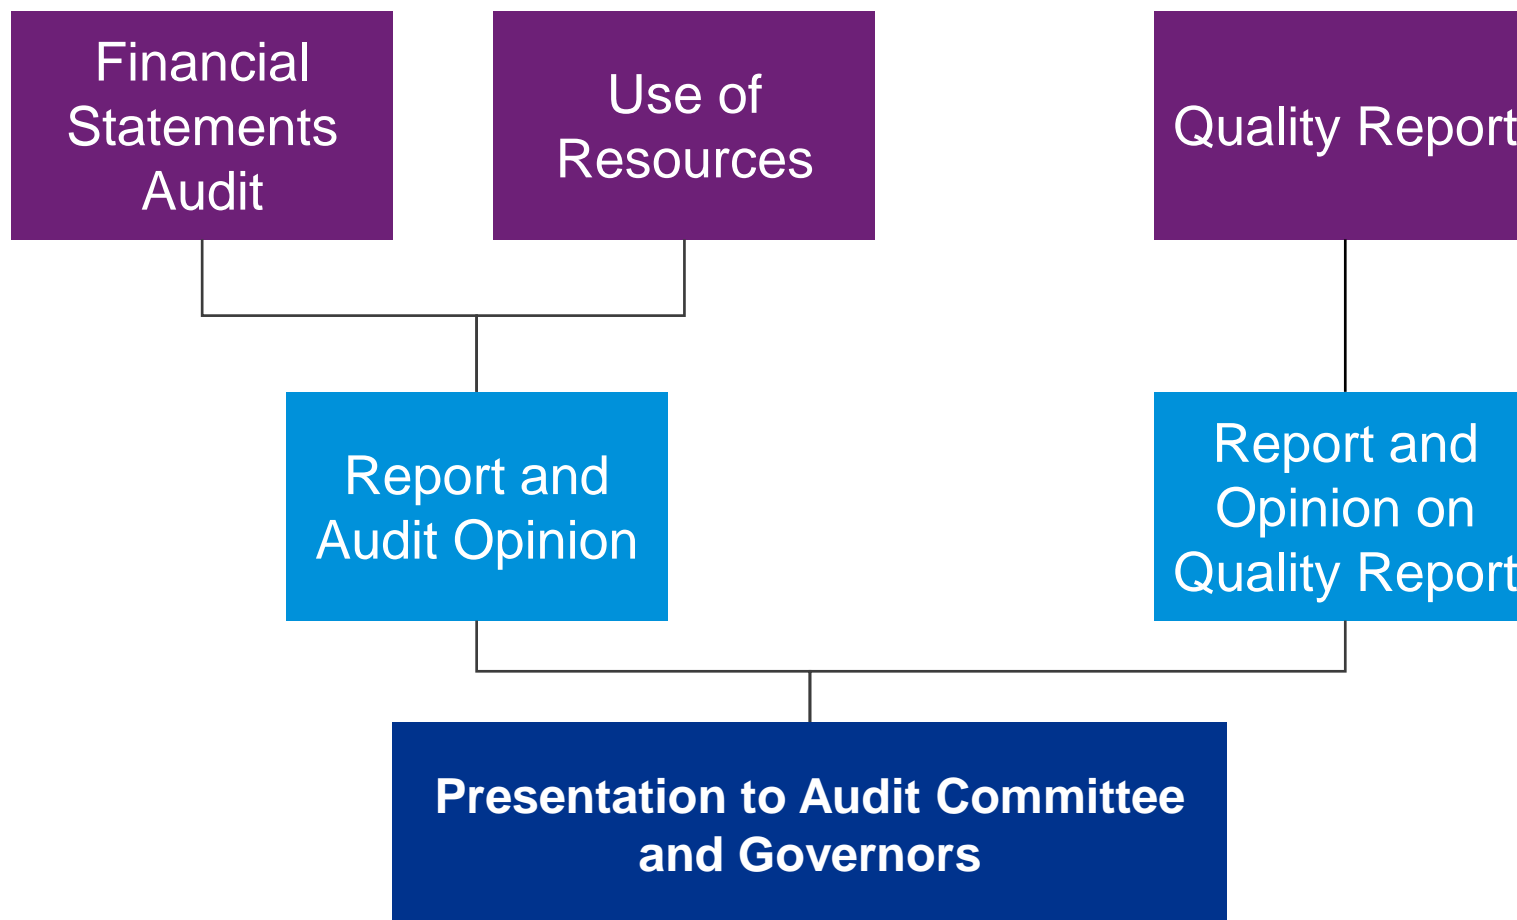 Financial
Statements
Audit
Use of
Resources
Quality Report
Report and
Audit Opinion
Report and
Opinion on
Quality Report
Presentation to Audit Committee
and Governors